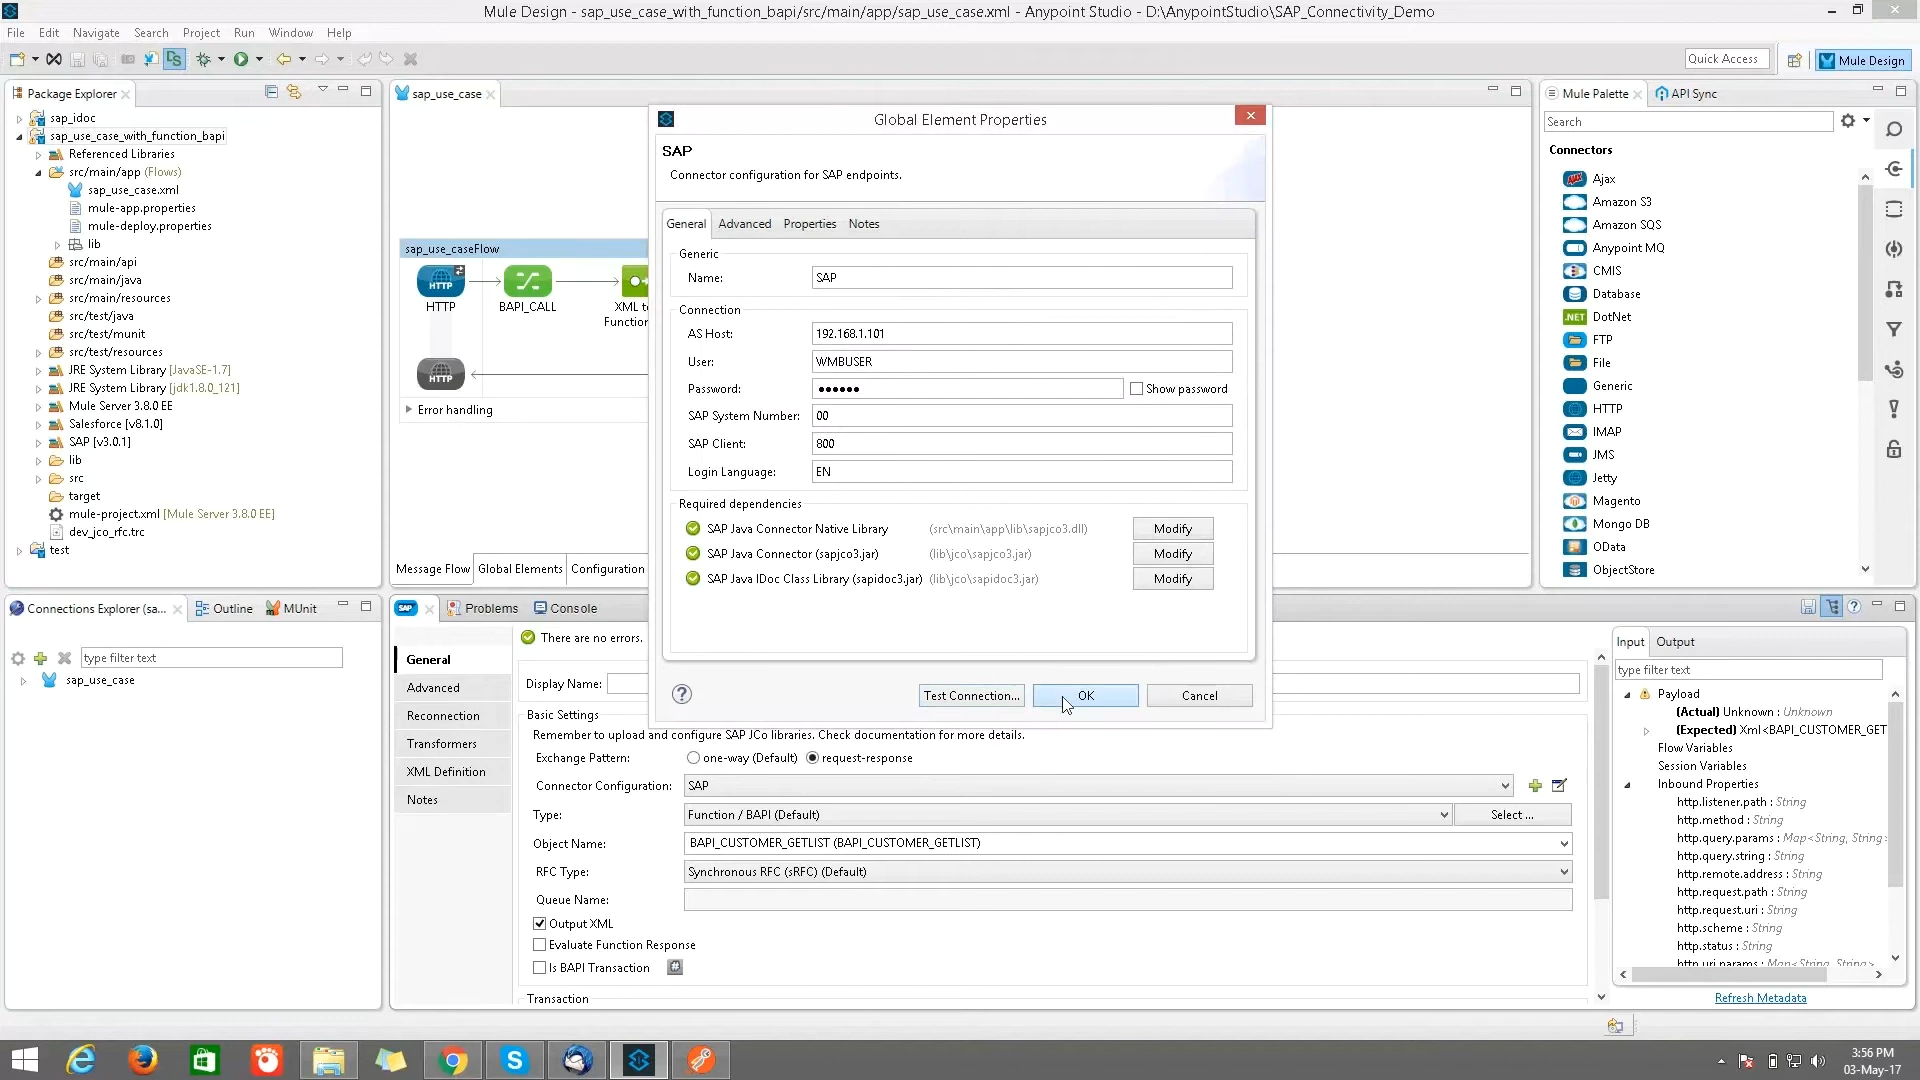 Mule Design - sap_use_case_with_function_bapi/src/main/app/sap_use_case.xml - Anypoint Studio - D:\AnypointStudio\SAP_Connectivity_Demo
File Edit Navigate Search Project Run Window Help
Quick Access
Mule Design
Package Explorer
sap_idoc
sap_use_case_with_function_bapi
Referenced Libraries
src/main/app (Flows)
sap_use_case.xml
mule-app.properties
mule-deploy.properties
lib
src/main/api
src/main/java
src/main/resources
src/test/java
src/test/munit
src/test/resources
JRE System Library [JavaSE-1.7]
JRE System Library [jdk1.8.0_121]
Mule Server 3.8.0 EE
Salesforce [v8.1.0]
SAP [v3.0.1]
lib
src
target
mule-project.xml [Mule Server 3.8.0 EE]
dev_jco_rfc.trc
test
sap_use_case
sap_use_caseFlow
HTTP
HTTP
BAPI_CALL
XML to
Function
HTTP
Error handling
Message Flow Global Elements Configuration
Global Element Properties
SAP
Connector configuration for SAP endpoints.
General Advanced Properties Notes
Generic
Name: SAP
Connection
AS Host: 192.168.1.101
User: WMBUSER
Password: ●●●●●● Show password
SAP System Number: 00
SAP Client: 800
Login Language: EN
Required dependencies
SAP Java Connector Native Library (src\main\app\lib\sapjco3.dll) Modify
SAP Java Connector (sapjco3.jar) (lib\jco\sapjco3.jar) Modify
SAP Java IDoc Class Library (sapidoc3.jar) (lib\jco\sapidoc3.jar) Modify
Test Connection... OK Cancel
Mule Palette API Sync
Search
Connectors
Ajax
Amazon S3
Amazon SQS
Anypoint MQ
CMIS
Database
.NET DotNet
FTP
File
Generic
HTTP
IMAP
JMS
Jetty
Magento
Mongo DB
OData
ObjectStore
Connections Explorer (sa... Outline MUnit
type filter text
sap_use_case
SAP Problems Console
General
Advanced
Reconnection
Transformers
XML Definition
Notes
There are no errors.
Display Name:
Basic Settings
Remember to upload and configure SAP JCo libraries. Check documentation for more details.
Exchange Pattern: one-way (Default) request-response
Connector Configuration: SAP
Type: Function / BAPI (Default) Select ...
Object Name: BAPI_CUSTOMER_GETLIST (BAPI_CUSTOMER_GETLIST)
RFC Type: Synchronous RFC (sRFC) (Default)
Queue Name:
Output XML
Evaluate Function Response
Is BAPI Transaction
Transaction
Input Output
type filter text
Payload
(Actual) Unknown : Unknown
(Expected) Xml<BAPI_CUSTOMER_GET
Flow Variables
Session Variables
Inbound Properties
http.listener.path : String
http.method : String
http.query.params : Map<String, String>
http.query.string : String
http.remote.address : String
http.request.path : String
http.request.uri : String
http.scheme : String
http.status : String
http.uri.params : Map<String, String>
Refresh Metadata
3:56 PM
03-May-17